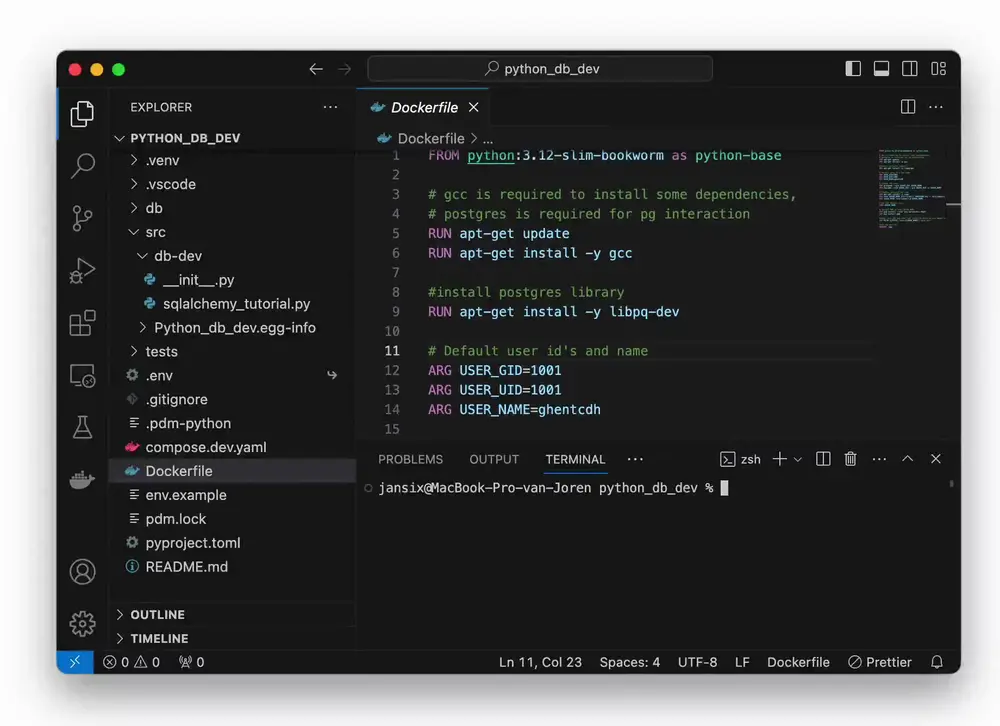 python_db_dev
EXPLORER
PYTHON_DB_DEV
.venv
.vscode
db
src
db-dev
__init__.py
sqlalchemy_tutorial.py
Python_db_dev.egg-info
tests
.env
.gitignore
.pdm-python
compose.dev.yaml
Dockerfile
env.example
pdm.lock
pyproject.toml
README.md
OUTLINE
TIMELINE
Dockerfile
Dockerfile > ...
1 FROM python:3.12-slim-bookworm as python-base
2
3 # gcc is required to install some dependencies,
4 # postgres is required for pg interaction
5 RUN apt-get update
6 RUN apt-get install -y gcc
7
8 #install postgres library
9 RUN apt-get install -y libpq-dev
10
11 # Default user id's and name
12 ARG USER_GID=1001
13 ARG USER_UID=1001
14 ARG USER_NAME=ghentcdh
15
PROBLEMS OUTPUT TERMINAL ... zsh
jansix@MacBook-Pro-van-Joren python_db_dev %
0 0 0 Ln 11, Col 23 Spaces: 4 UTF-8 LF Dockerfile Prettier